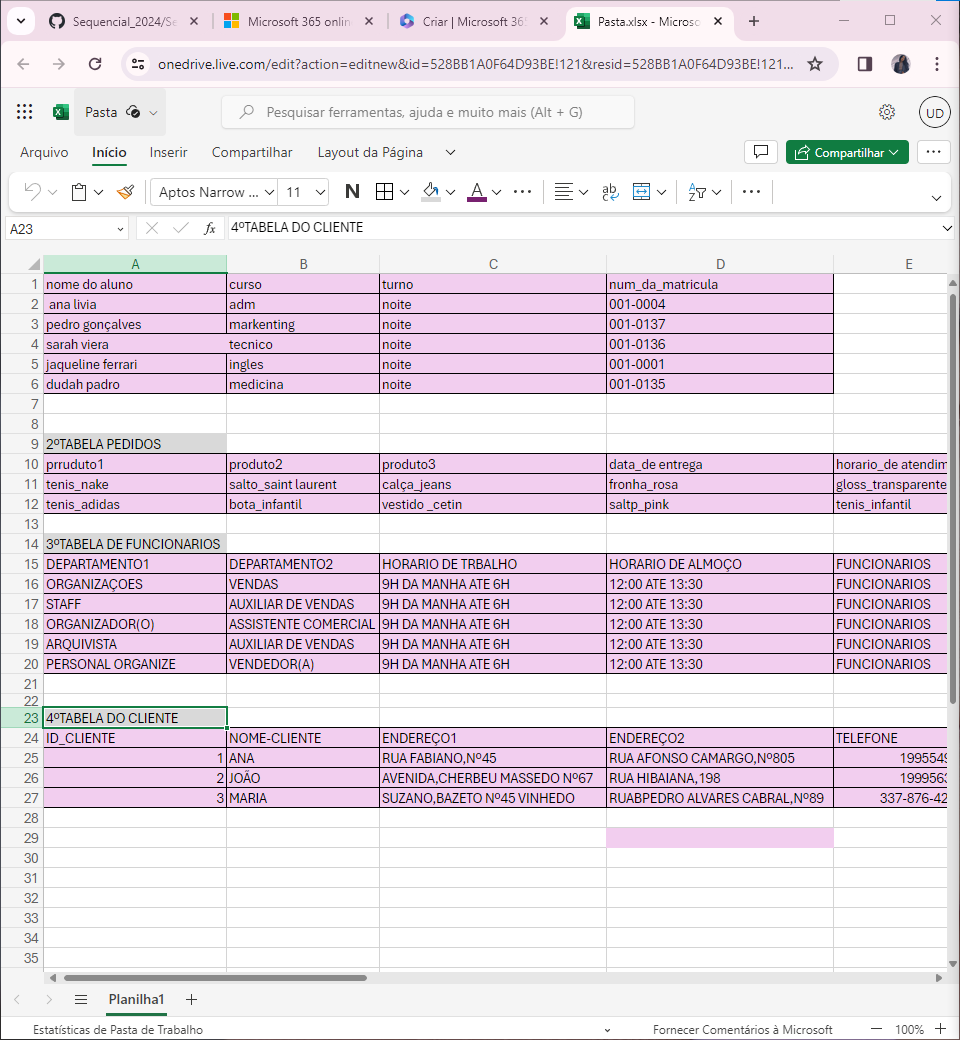 Sequencial_2024/Se
Microsoft 365 onlin
Criar | Microsoft 365
Pasta.xlsx - Microso
onedrive.live.com/edit?action=editnew&id=528BB1A0F64D93BE!121&resid=528BB1A0F64D93BE!121...
Pasta
Pesquisar ferramentas, ajuda e muito mais (Alt + G)
UD
Arquivo Início Inserir Compartilhar Layout da Página
Compartilhar
Aptos Narrow ... 11 N A ab
A23 fx 4ºTABELA DO CLIENTE
A B C D E
1 nome do aluno curso turno num_da_matricula
2 ana livia adm noite 001-0004
3 pedro gonçalves markenting noite 001-0137
4 sarah viera tecnico noite 001-0136
5 jaqueline ferrari ingles noite 001-0001
6 dudah padro medicina noite 001-0135
7
8
9 2ºTABELA PEDIDOS
10 prruduto1 produto2 produto3 data_de entrega horario_de atendim
11 tenis_nake salto_saint laurent calça_jeans fronha_rosa gloss_transparente
12 tenis_adidas bota_infantil vestido _cetin saltp_pink tenis_infantil
13
14 3ºTABELA DE FUNCIONARIOS
15 DEPARTAMENTO1 DEPARTAMENTO2 HORARIO DE TRBALHO HORARIO DE ALMOÇO FUNCIONARIOS
16 ORGANIZAÇOES VENDAS 9H DA MANHA ATE 6H 12:00 ATE 13:30 FUNCIONARIOS
17 STAFF AUXILIAR DE VENDAS 9H DA MANHA ATE 6H 12:00 ATE 13:30 FUNCIONARIOS
18 ORGANIZADOR(O) ASSISTENTE COMERCIAL 9H DA MANHA ATE 6H 12:00 ATE 13:30 FUNCIONARIOS
19 ARQUIVISTA AUXILIAR DE VENDAS 9H DA MANHA ATE 6H 12:00 ATE 13:30 FUNCIONARIOS
20 PERSONAL ORGANIZE VENDEDOR(A) 9H DA MANHA ATE 6H 12:00 ATE 13:30 FUNCIONARIOS
21
22
23 4ºTABELA DO CLIENTE
24 ID_CLIENTE NOME-CLIENTE ENDEREÇO1 ENDEREÇO2 TELEFONE
25 1 ANA RUA FABIANO,Nº45 RUA AFONSO CAMARGO,Nº805 1995549
26 2 JOÃO AVENIDA,CHERBEU MASSEDO Nº67 RUA HIBAIANA,198 1999563
27 3 MARIA SUZANO,BAZETO Nº45 VINHEDO RUABPEDRO ALVARES CABRAL,Nº89 337-876-42
28
29
30
31
32
33
34
35
Planilha1
Estatísticas de Pasta de Trabalho Fornecer Comentários à Microsoft 100%